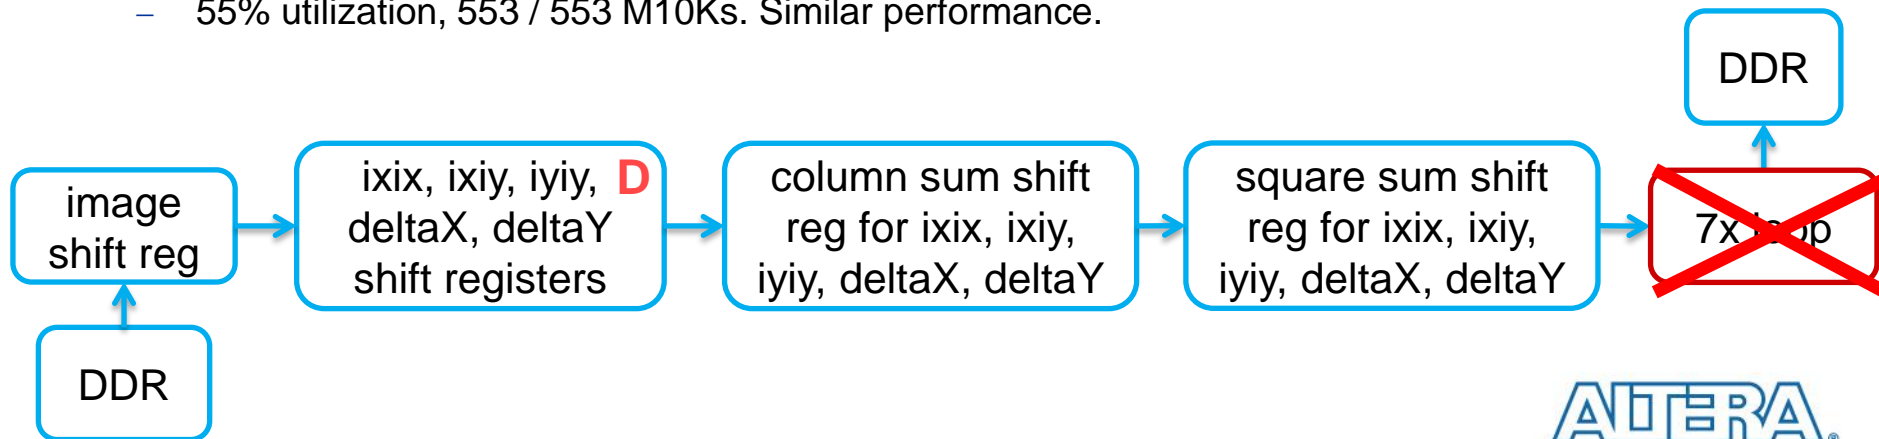 – 55% utilization, 553 / 553 M10Ks. Similar performance.
DDR
image
shift reg
ixix, ixiy, iyiy, D
deltaX, deltaY
shift registers
column sum shift
reg for ixix, ixiy,
iyiy, deltaX, deltaY
square sum shift
reg for ixix, ixiy,
iyiy, deltaX, deltaY
7x loop
DDR
ALTERA®